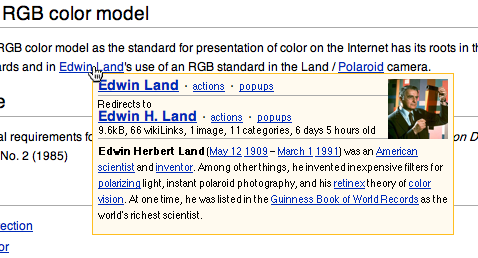 RGB color model
RGB color model as the standard for presentation of color on the Internet has its roots in th
rds and in Edwin Land's use of an RGB standard in the Land / Polaroid camera.
Edwin Land · actions · popups
Redirects to
Edwin H. Land · actions · popups
9.6kB, 66 wikiLinks, 1 image, 11 categories, 6 days 5 hours old
e
al requirements fo
on D
No. 2 (1985)
Edwin Herbert Land (May 12 1909 – March 1 1991) was an American
scientist and inventor. Among other things, he invented inexpensive filters for
polarizing light, instant polaroid photography, and his retinex theory of color
vision. At one time, he was listed in the Guinness Book of World Records as the
world's richest scientist.
ection
or